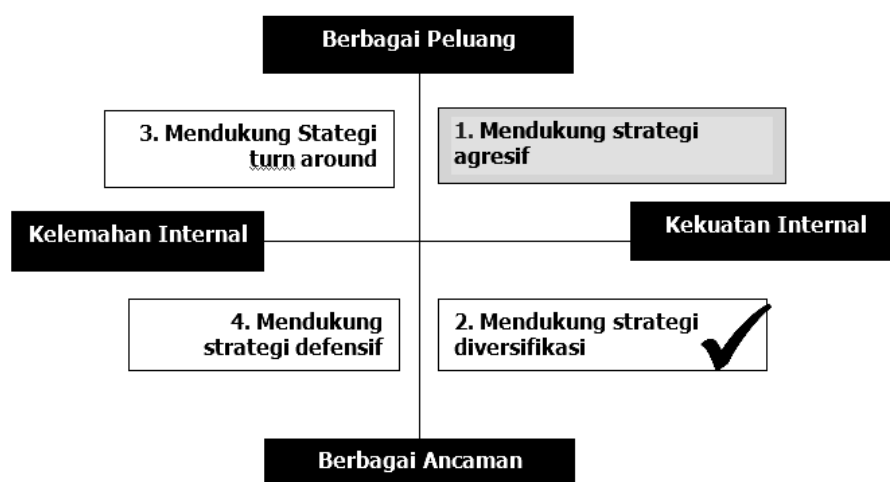 Berbagai Peluang
3. Mendukung Stategi
turn around
1. Mendukung strategi
agresif
Kelemahan Internal
Kekuatan Internal
4. Mendukung
strategi defensif
2. Mendukung strategi
diversifikasi
Berbagai Ancaman